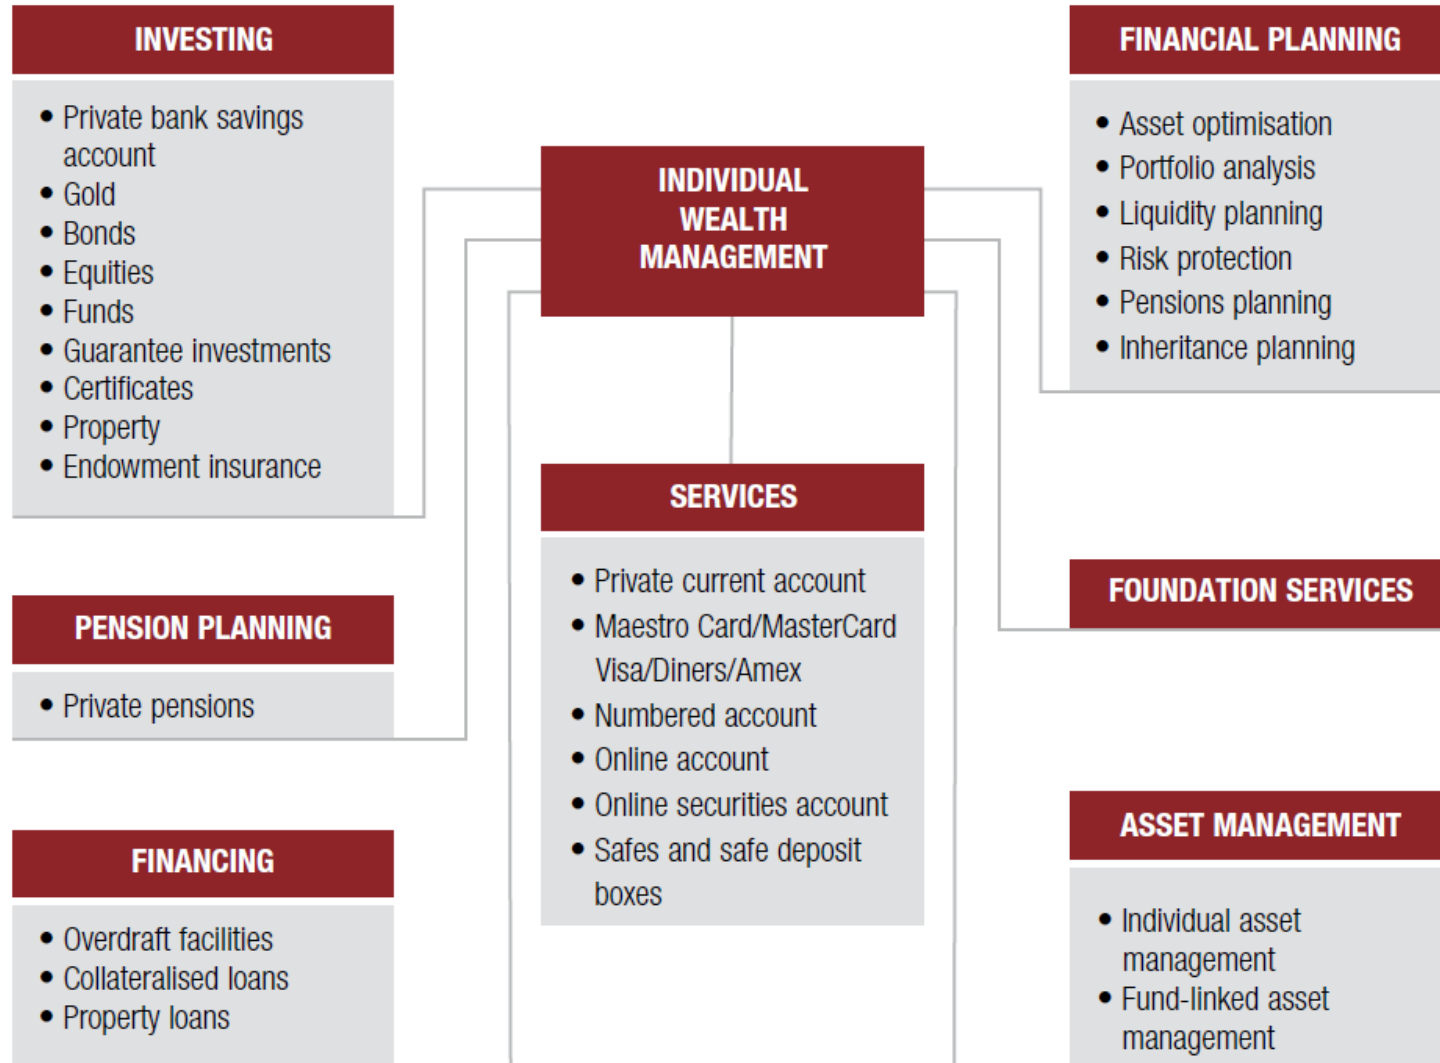 INVESTING
• Private bank savings
account
• Gold
• Bonds
• Equities
• Funds
• Guarantee investments
• Certificates
• Property
• Endowment insurance
PENSION PLANNING
• Private pensions
FINANCING
• Overdraft facilities
• Collateralised loans
• Property loans
INDIVIDUAL
WEALTH
MANAGEMENT
SERVICES
• Private current account
• Maestro Card/MasterCard
Visa/Diners/Amex
• Numbered account
• Online account
• Online securities account
• Safes and safe deposit
boxes
FINANCIAL PLANNING
• Asset optimisation
• Portfolio analysis
• Liquidity planning
• Risk protection
• Pensions planning
• Inheritance planning
FOUNDATION SERVICES
ASSET MANAGEMENT
• Individual asset
management
• Fund-linked asset
management